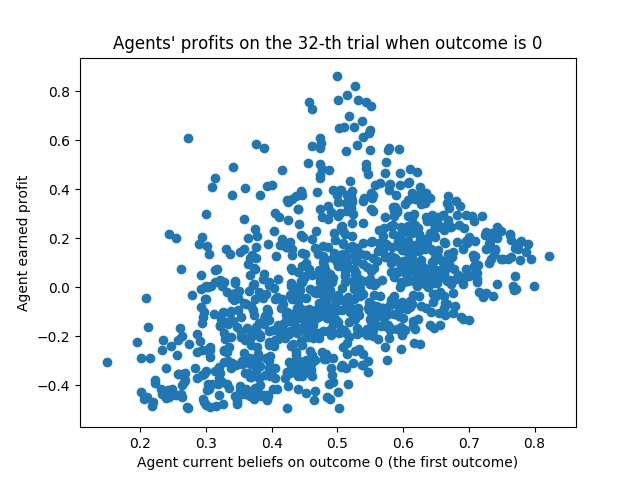 Agents' profits on the 32-th trial when outcome is 0
Agent earned profit
0.8
0.6
0.4
0.2
0.0
−0.2
−0.4
0.2 0.3 0.4 0.5 0.6 0.7 0.8
Agent current beliefs on outcome 0 (the first outcome)